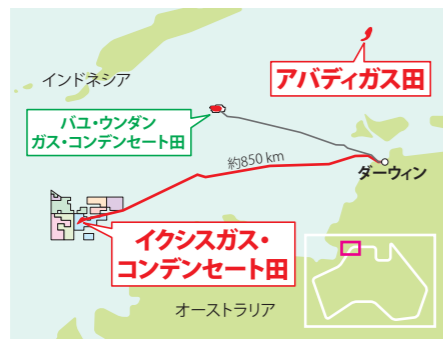 インドネシア
アバディガス田
バユ・ウンダン
ガス・コンデンセート田
約850 km
ダーウィン
イクシスガス・
コンデンセート田
オーストラリア